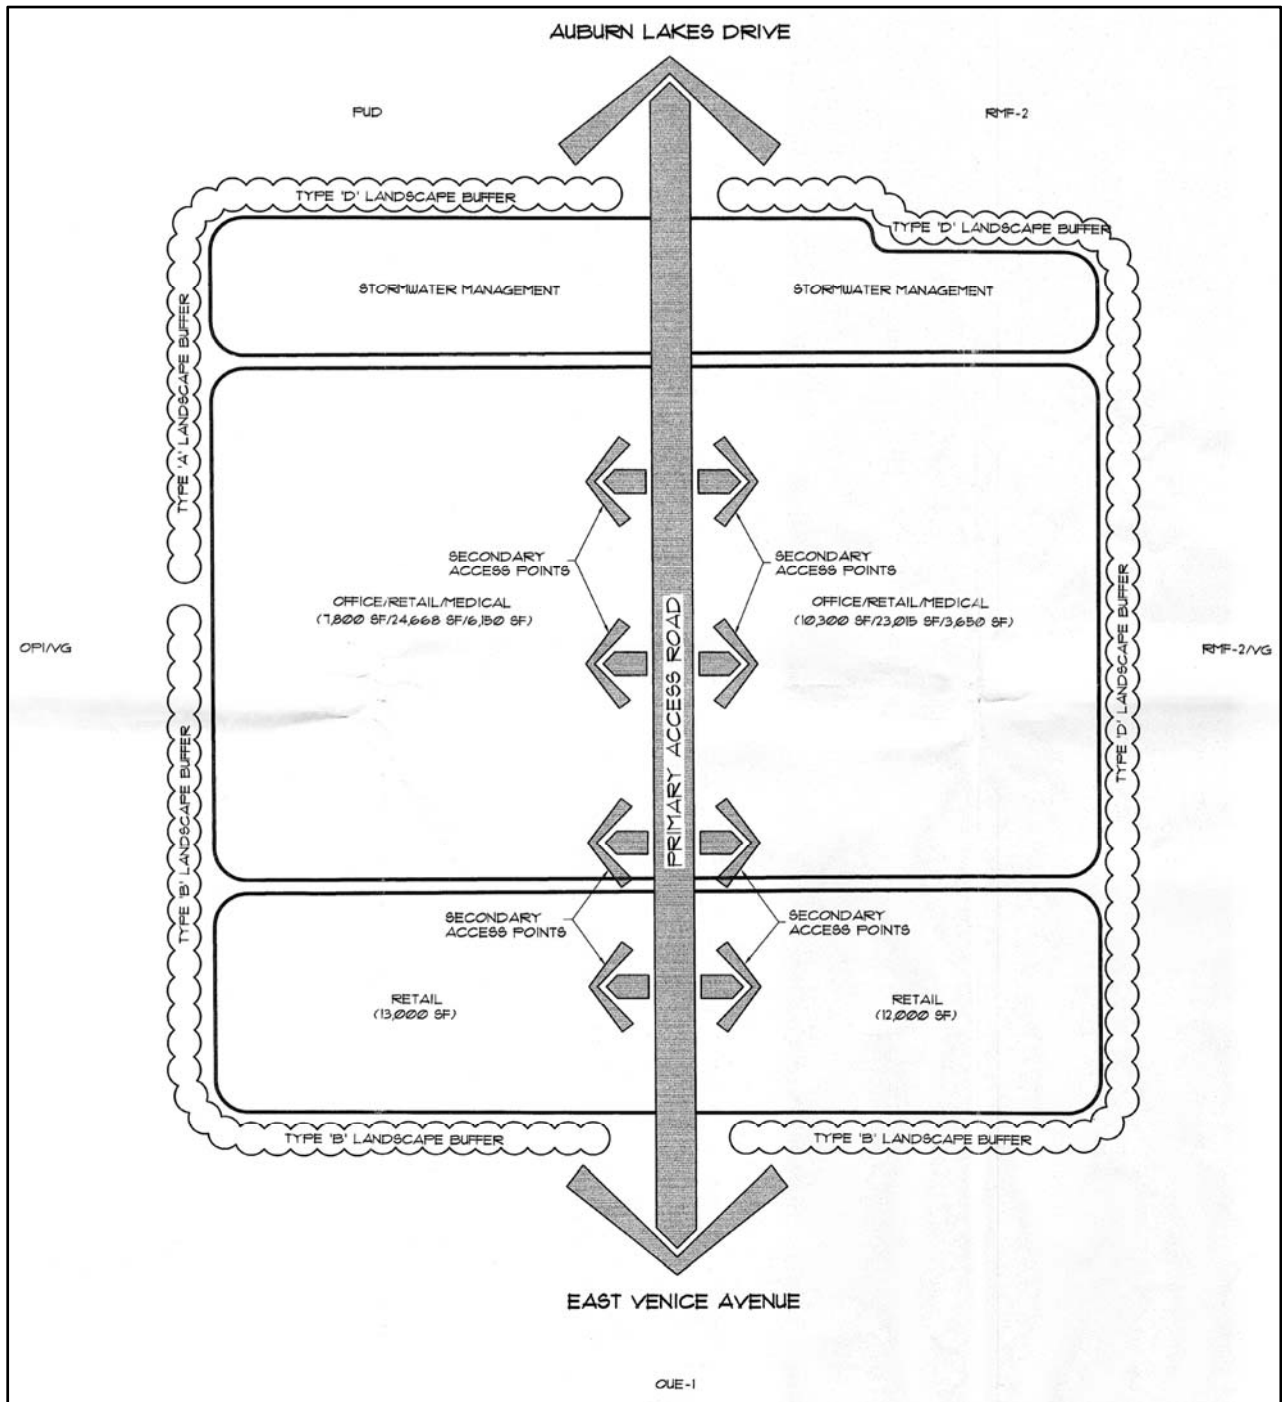 AUBURN LAKES DRIVE
PUD
RMF-2
TYPE 'D' LANDSCAPE BUFFER
TYPE 'D' LANDSCAPE BUFFER
STORMWATER MANAGEMENT
STORMWATER MANAGEMENT
TYPE 'A' LANDSCAPE BUFFER
SECONDARY
ACCESS POINTS
SECONDARY
ACCESS POINTS
OFFICE/RETAIL/MEDICAL
(7,800 SF/24,668 SF/6,150 SF)
OFFICE/RETAIL/MEDICAL
(10,300 SF/23,015 SF/3,650 SF)
OPI/VG
PRIMARY ACCESS ROAD
TYPE 'D' LANDSCAPE BUFFER
RMF-2/VG
TYPE 'B' LANDSCAPE BUFFER
SECONDARY
ACCESS POINTS
SECONDARY
ACCESS POINTS
RETAIL
(13,000 SF)
RETAIL
(12,000 SF)
TYPE 'B' LANDSCAPE BUFFER
TYPE 'B' LANDSCAPE BUFFER
EAST VENICE AVENUE
OUE-1